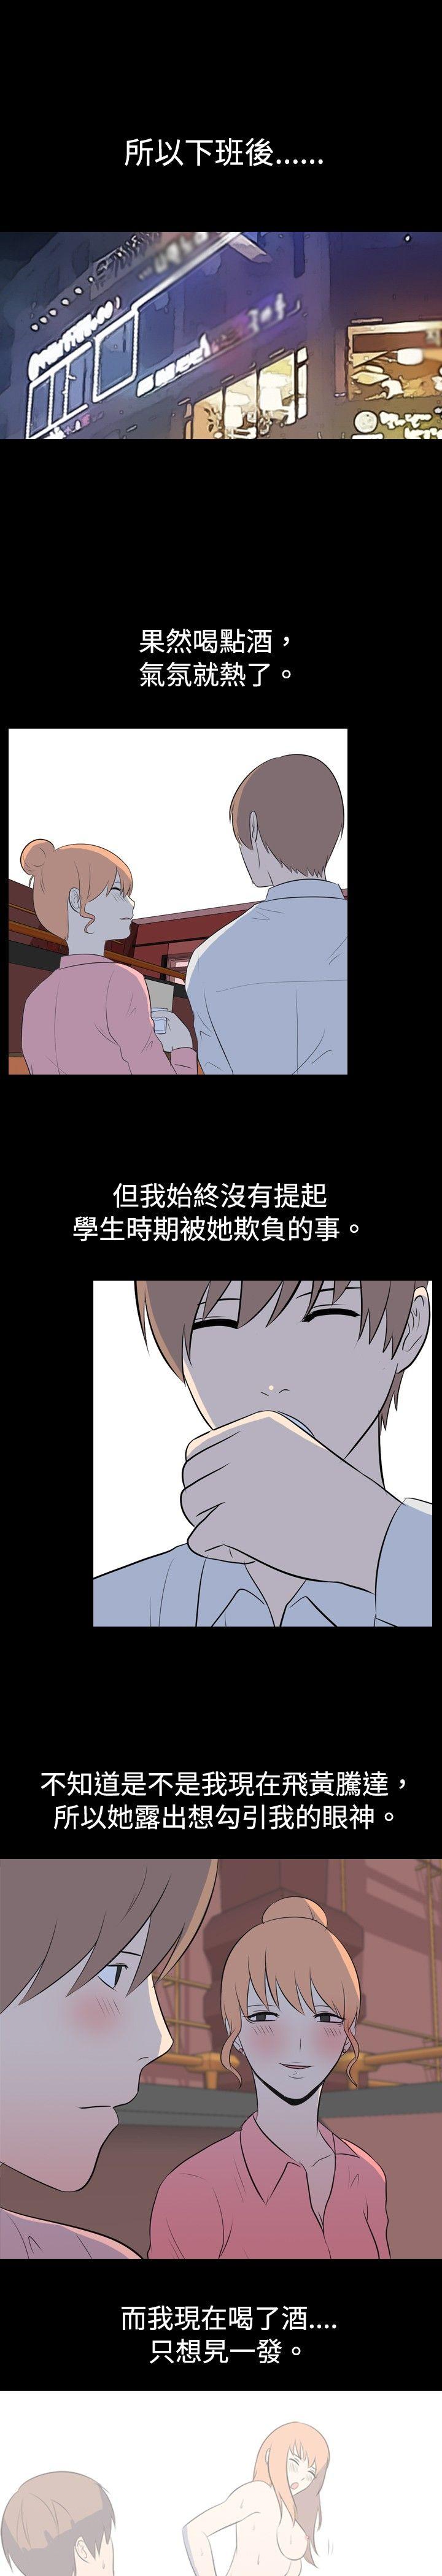 所以下班後......
果然喝點酒，
氣氛就熱了。
但我始終沒有提起
學生時期被她欺負的事。
不知道是不是我現在飛黃騰達，
所以她露出想勾引我的眼神。
而我現在喝了酒....
只想旯一發。